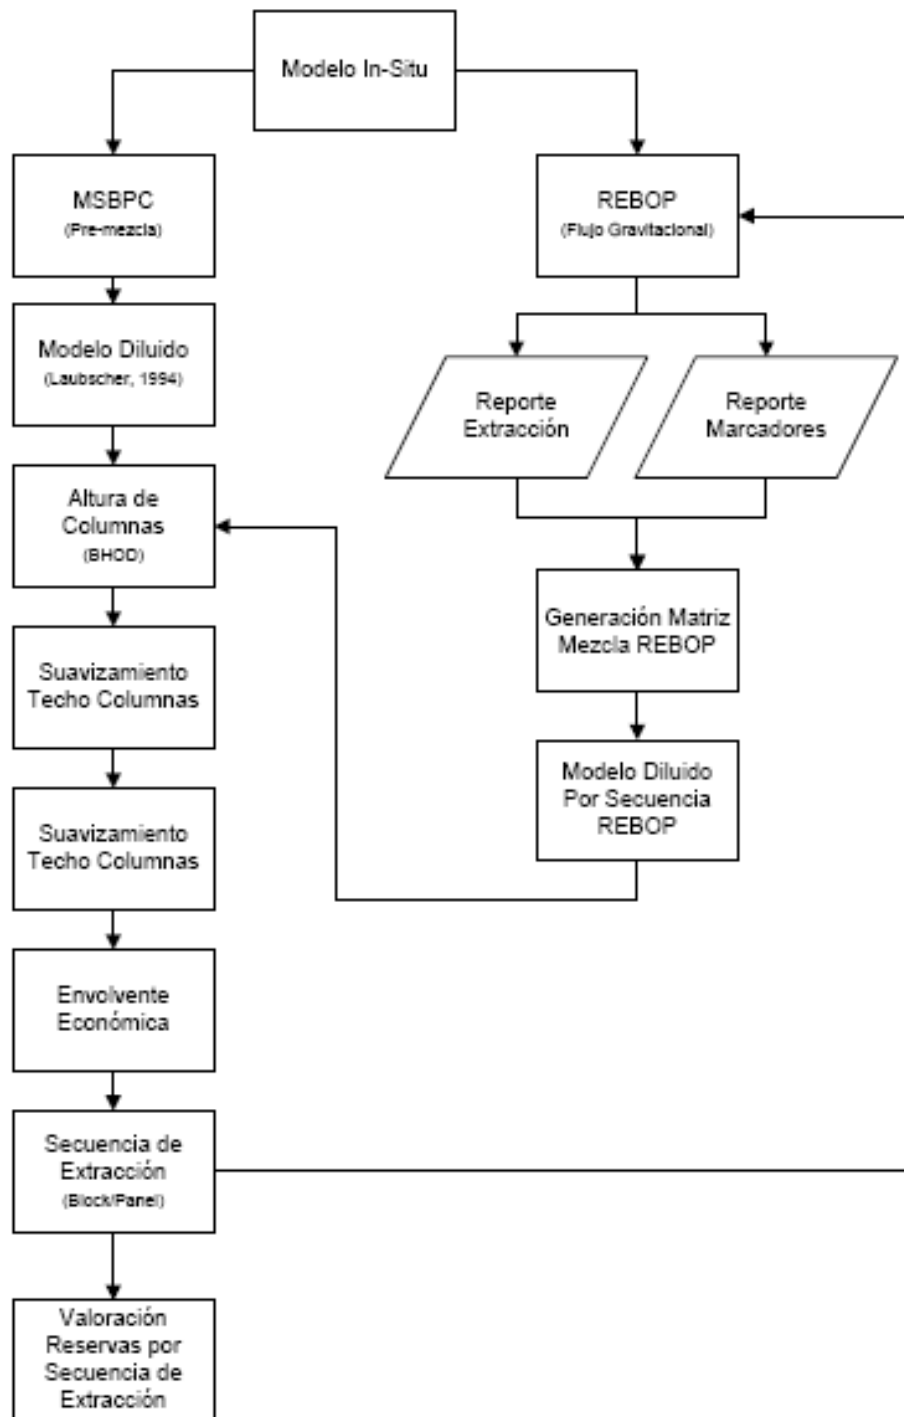 Modelo In-Situ
MSBPC
(Pre-mezcla)
REBOP
(Flujo Gravitacional)
Modelo Diluido
(Laubscher, 1994)
Reporte
Extracción
Reporte
Marcadores
Altura de
Columnas
(BHOD)
Generación Matriz
Mezcla REBOP
Suavizamiento
Techo Columnas
Modelo Diluido
Por Secuencia
REBOP
Suavizamiento
Techo Columnas
Envolvente
Económica
Secuencia de
Extracción
(Block/Panel)
Valoración
Reservas por
Secuencia de
Extracción